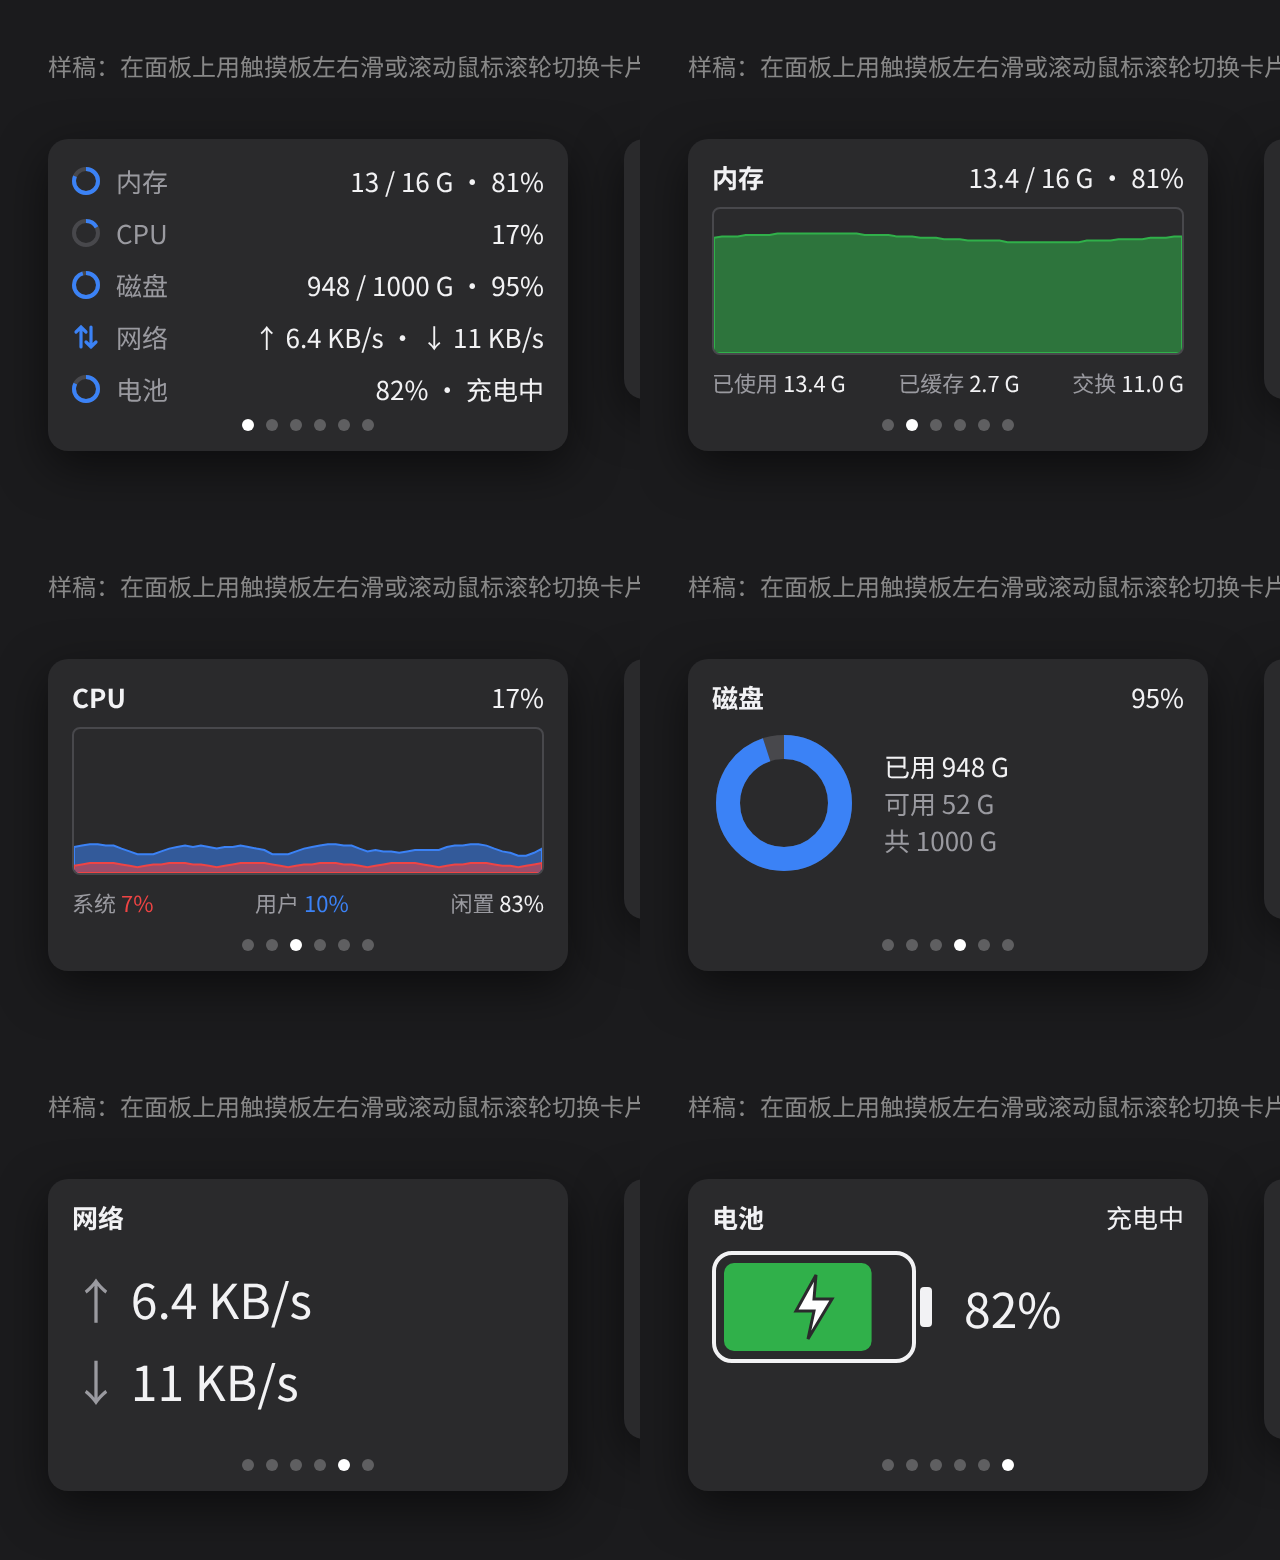 样稿：在面板上用触摸板左右滑或滚动鼠标滚轮切换卡片
内存 13 / 16 G · 81%
CPU 17%
磁盘 948 / 1000 G · 95%
网络 ↑ 6.4 KB/s · ↓ 11 KB/s
电池 82% · 充电中
样稿：在面板上用触摸板左右滑或滚动鼠标滚轮切换卡片
内存 13.4 / 16 G · 81%
已使用 13.4 G 已缓存 2.7 G 交换 11.0 G
样稿：在面板上用触摸板左右滑或滚动鼠标滚轮切换卡片
CPU 17%
系统 7% 用户 10% 闲置 83%
样稿：在面板上用触摸板左右滑或滚动鼠标滚轮切换卡片
磁盘 95%
已用 948 G
可用 52 G
共 1000 G
样稿：在面板上用触摸板左右滑或滚动鼠标滚轮切换卡片
网络
↑ 6.4 KB/s
↓ 11 KB/s
样稿：在面板上用触摸板左右滑或滚动鼠标滚轮切换卡片
电池 充电中
82%